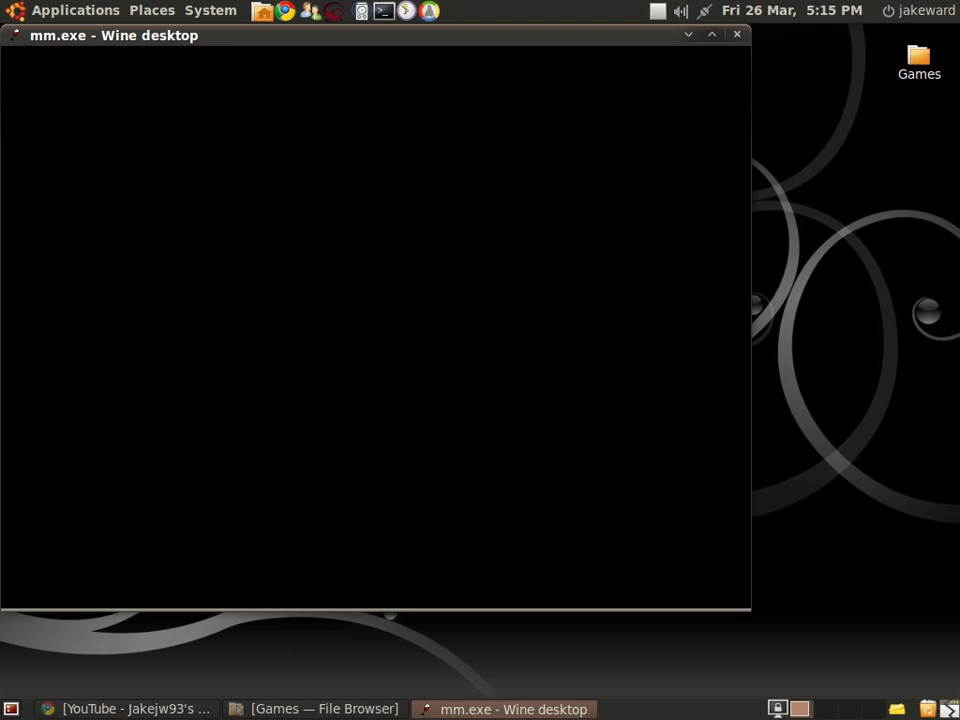 Applications Places System
Fri 26 Mar, 5:15 PM
jakeward
mm.exe - Wine desktop
Games
[YouTube - Jakejw93's ...
[Games — File Browser]
mm.exe - Wine desktop